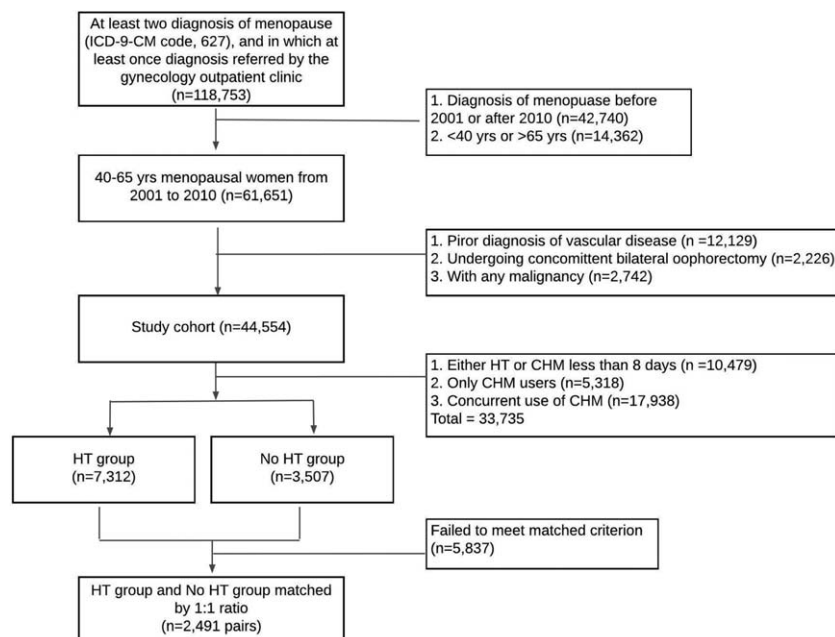 At least two diagnosis of menopause
(ICD-9-CM code, 627), and in which at
least once diagnosis referred by the
gynecology outpatient clinic
(n=118,753)
1. Diagnosis of menopuase before
2001 or after 2010 (n=42,740)
2. <40 yrs or >65 yrs (n=14,362)
40-65 yrs menopausal women from
2001 to 2010 (n=61,651)
1. Piror diagnosis of vascular disease (n =12,129)
2. Undergoing concomittent bilateral oophorectomy (n=2,226)
3. With any malignancy (n=2,742)
Study cohort (n=44,554)
1. Either HT or CHM less than 8 days (n =10,479)
2. Only CHM users (n=5,318)
3. Concurrent use of CHM (n=17,938)
Total = 33,735
HT group
(n=7,312)
No HT group
(n=3,507)
Failed to meet matched criterion
(n=5,837)
HT group and No HT group matched
by 1:1 ratio
(n=2,491 pairs)